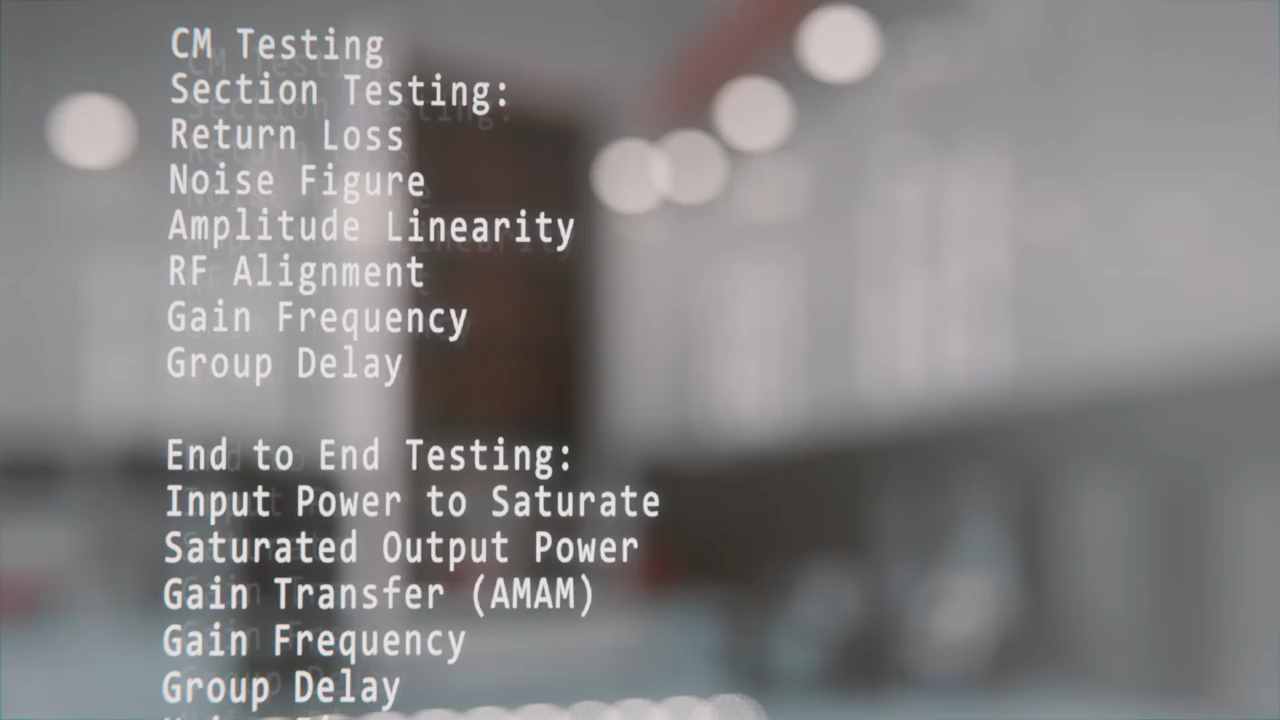 CM Testing
Section Testing:
Return Loss
Noise Figure
Amplitude Linearity
RF Alignment
Gain Frequency
Group Delay
End to End Testing:
Input Power to Saturate
Saturated Output Power
Gain Transfer (AMAM)
Gain Frequency
Group Delay